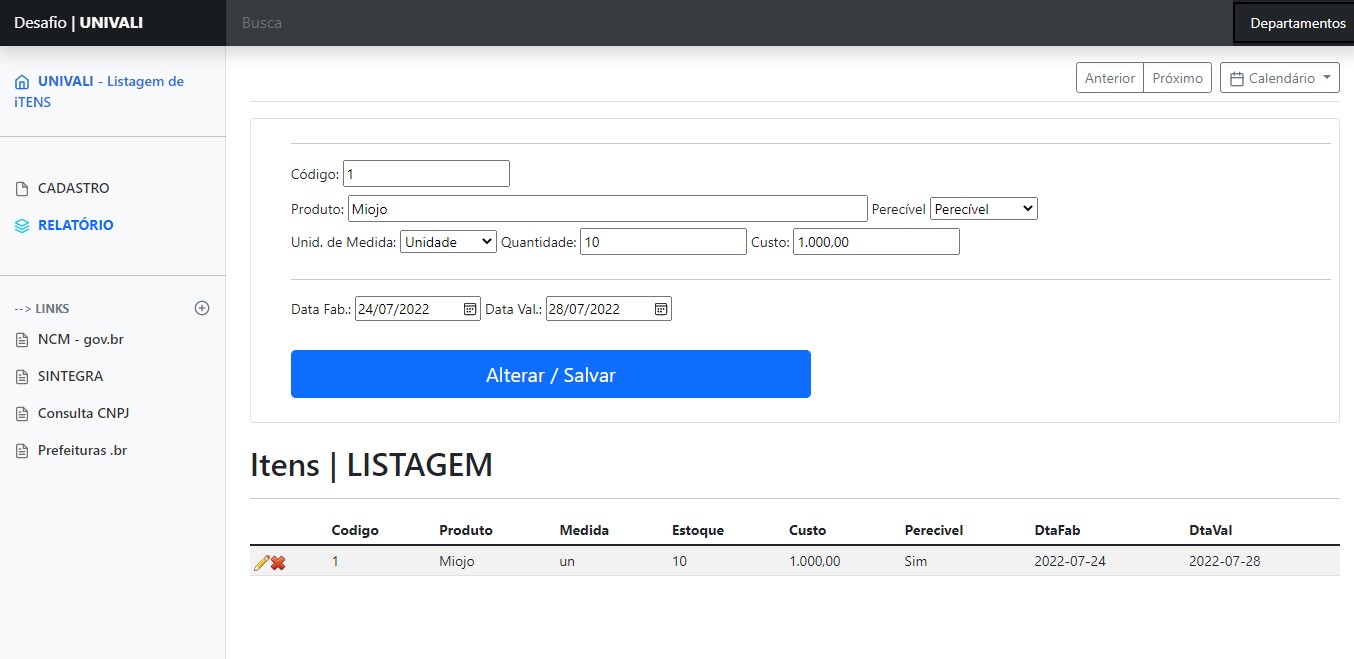 Desafio | UNIVALI
Busca
Departamentos
UNIVALI - Listagem de
iTENS
CADASTRO
RELATÓRIO
--> LINKS
NCM - gov.br
SINTEGRA
Consulta CNPJ
Prefeituras .br
Anterior Próximo Calendário
Código: 1
Produto: Miojo Perecível Perecível
Unid. de Medida: Unidade Quantidade: 10 Custo: 1.000,00
Data Fab.: 24/07/2022 Data Val.: 28/07/2022
Alterar / Salvar
Itens | LISTAGEM
Codigo Produto Medida Estoque Custo Perecivel DtaFab DtaVal
1 Miojo un 10 1.000,00 Sim 2022-07-24 2022-07-28